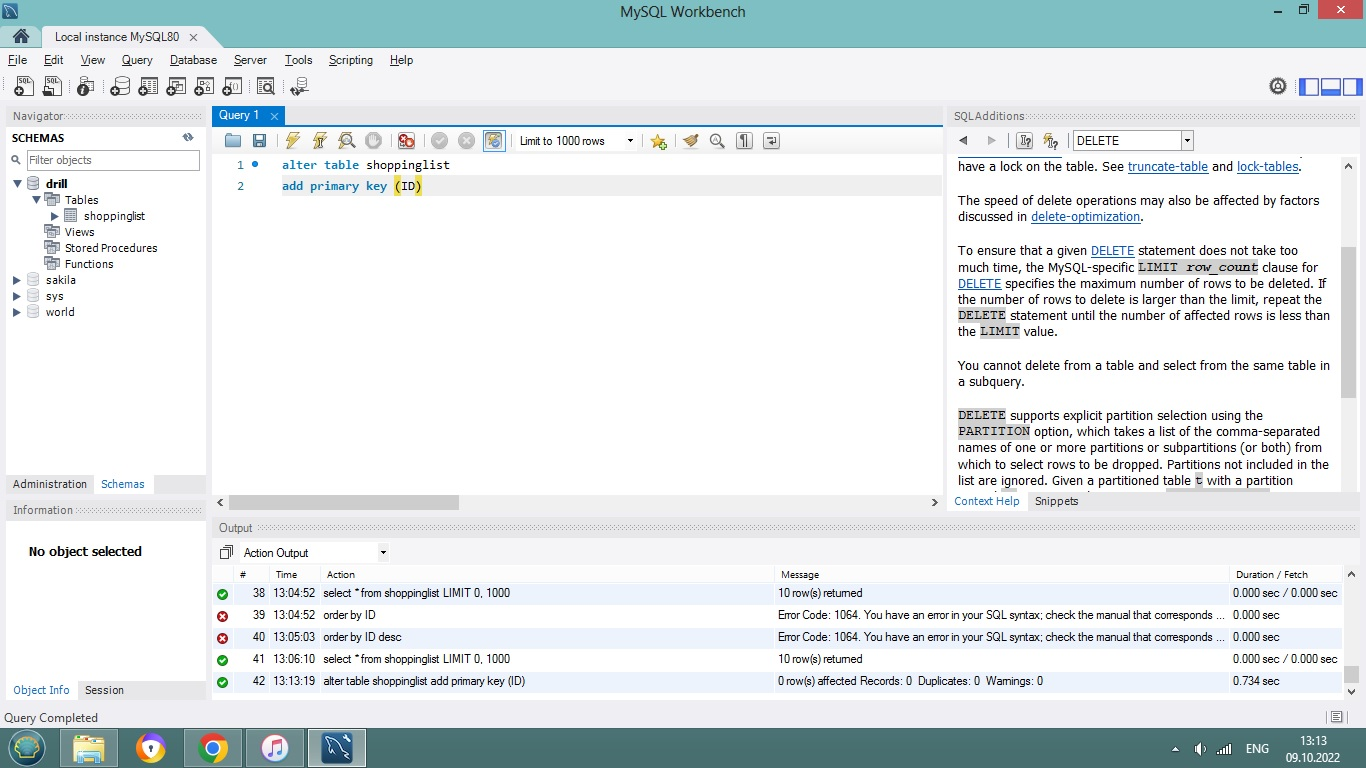 MySQL Workbench
Local instance MySQL80
File Edit View Query Database Server Tools Scripting Help
Navigator
SCHEMAS
Filter objects
drill
Tables
shoppinglist
Views
Stored Procedures
Functions
sakila
sys
world
Administration Schemas
Information
No object selected
Object Info Session
Query 1
Limit to 1000 rows
1 alter table shoppinglist
2 add primary key (ID)
SQLAdditions
DELETE
have a lock on the table. See truncate-table and lock-tables.
The speed of delete operations may also be affected by factors
discussed in delete-optimization.
To ensure that a given DELETE statement does not take too
much time, the MySQL-specific LIMIT row_count clause for
DELETE specifies the maximum number of rows to be deleted. If
the number of rows to delete is larger than the limit, repeat the
DELETE statement until the number of affected rows is less than
the LIMIT value.
You cannot delete from a table and select from the same table in
a subquery.
DELETE supports explicit partition selection using the
PARTITION option, which takes a list of the comma-separated
names of one or more partitions or subpartitions (or both) from
which to select rows to be dropped. Partitions not included in the
list are ignored. Given a partitioned table t with a partition
Context Help Snippets
Output
Action Output
# Time Action Message Duration / Fetch
38 13:04:52 select * from shoppinglist LIMIT 0, 1000 10 row(s) returned 0.000 sec / 0.000 sec
39 13:04:52 order by ID Error Code: 1064. You have an error in your SQL syntax; check the manual that corresponds ... 0.000 sec
40 13:05:03 order by ID desc Error Code: 1064. You have an error in your SQL syntax; check the manual that corresponds ... 0.000 sec
41 13:06:10 select * from shoppinglist LIMIT 0, 1000 10 row(s) returned 0.000 sec / 0.000 sec
42 13:13:19 alter table shoppinglist add primary key (ID) 0 row(s) affected Records: 0 Duplicates: 0 Warnings: 0 0.734 sec
Query Completed
ENG
13:13
09.10.2022